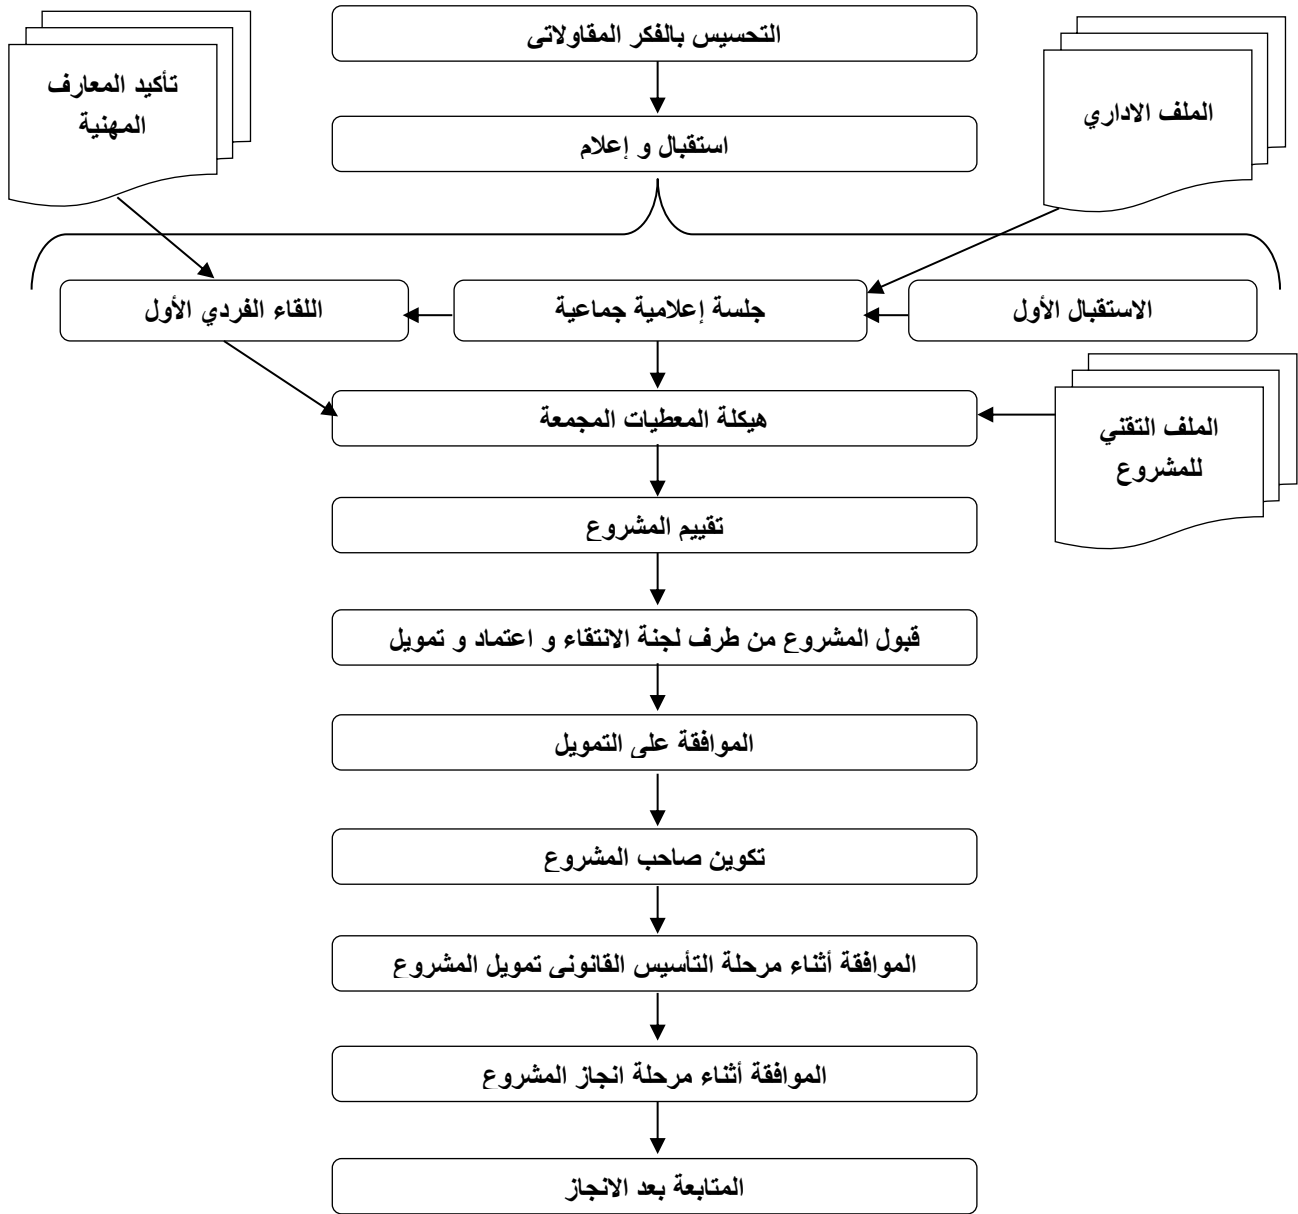 التحسيس بالفكر المقاولاتى
تأكيد المعارف
المهنية
الملف الاداري
استقبال و إعلام
الاستقبال الأول
جلسة إعلامية جماعية
اللقاء الفردي الأول
هيكلة المعطيات المجمعة
الملف التقني
للمشروع
تقييم المشروع
قبول المشروع من طرف لجنة الانتقاء و اعتماد و تمويل
الموافقة على التمويل
تكوين صاحب المشروع
الموافقة أثناء مرحلة التأسيس القانونى تمويل المشروع
الموافقة أثناء مرحلة انجاز المشروع
المتابعة بعد الانجاز